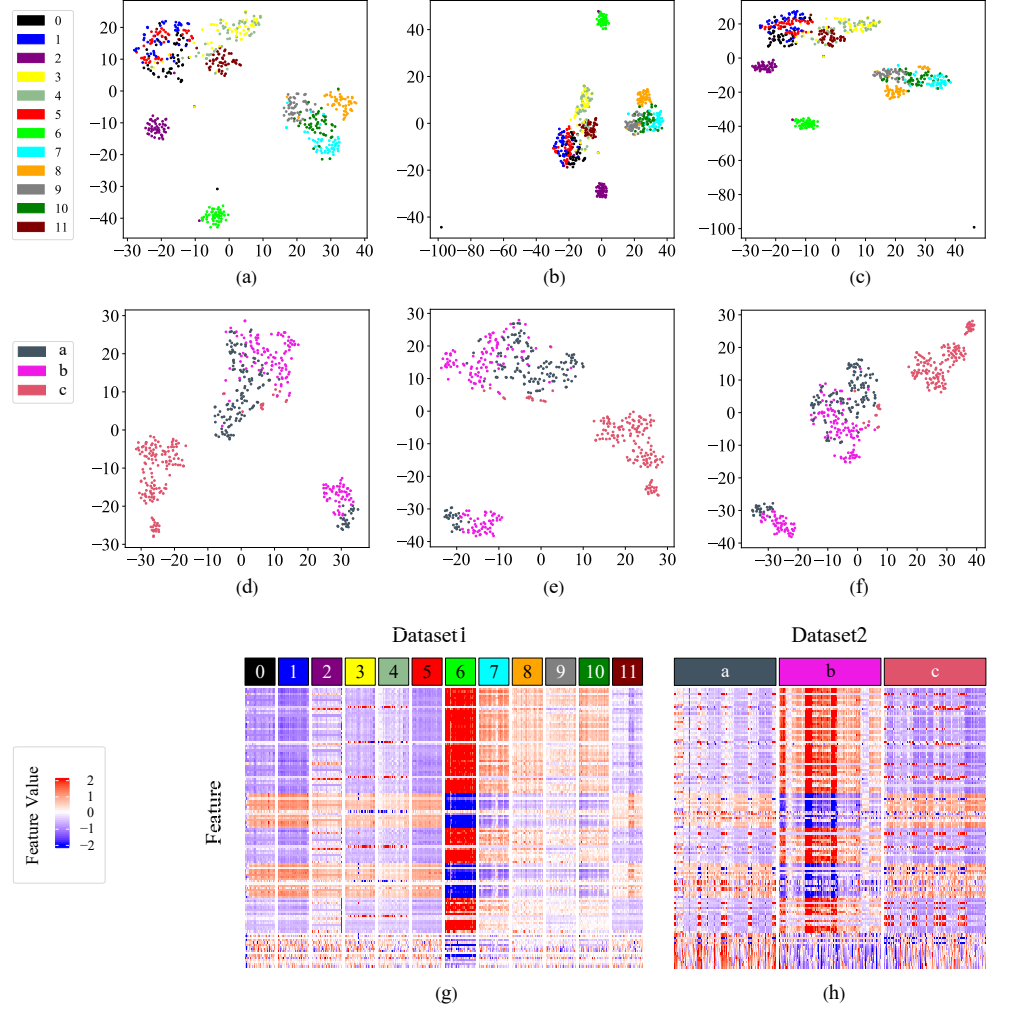 0
1
2
3
4
5
6
7
8
9
10
11
20
10
0
−10
−20
−30
−40
−30 −20 −10 0 10 20 30 40
(a)
40
20
0
−20
−40
−100 −80 −60 −40 −20 0 20 40
(b)
20
0
−20
−40
−60
−80
−100
−30 −20 −10 0 10 20 30 40 50
(c)
a
b
c
30
20
10
0
−10
−20
−30
−30 −20 −10 0 10 20 30
(d)
30
20
10
0
−10
−20
−30
−40
−20 −10 0 10 20 30
(e)
30
20
10
0
−10
−20
−30
−40
−30 −20 −10 0 10 20 30 40
(f)
Dataset1 Dataset2
0 1 2 3 4 5 6 7 8 9 10 11
a b c
Feature Value
2
1
0
−1
−2
Feature
(g) (h)